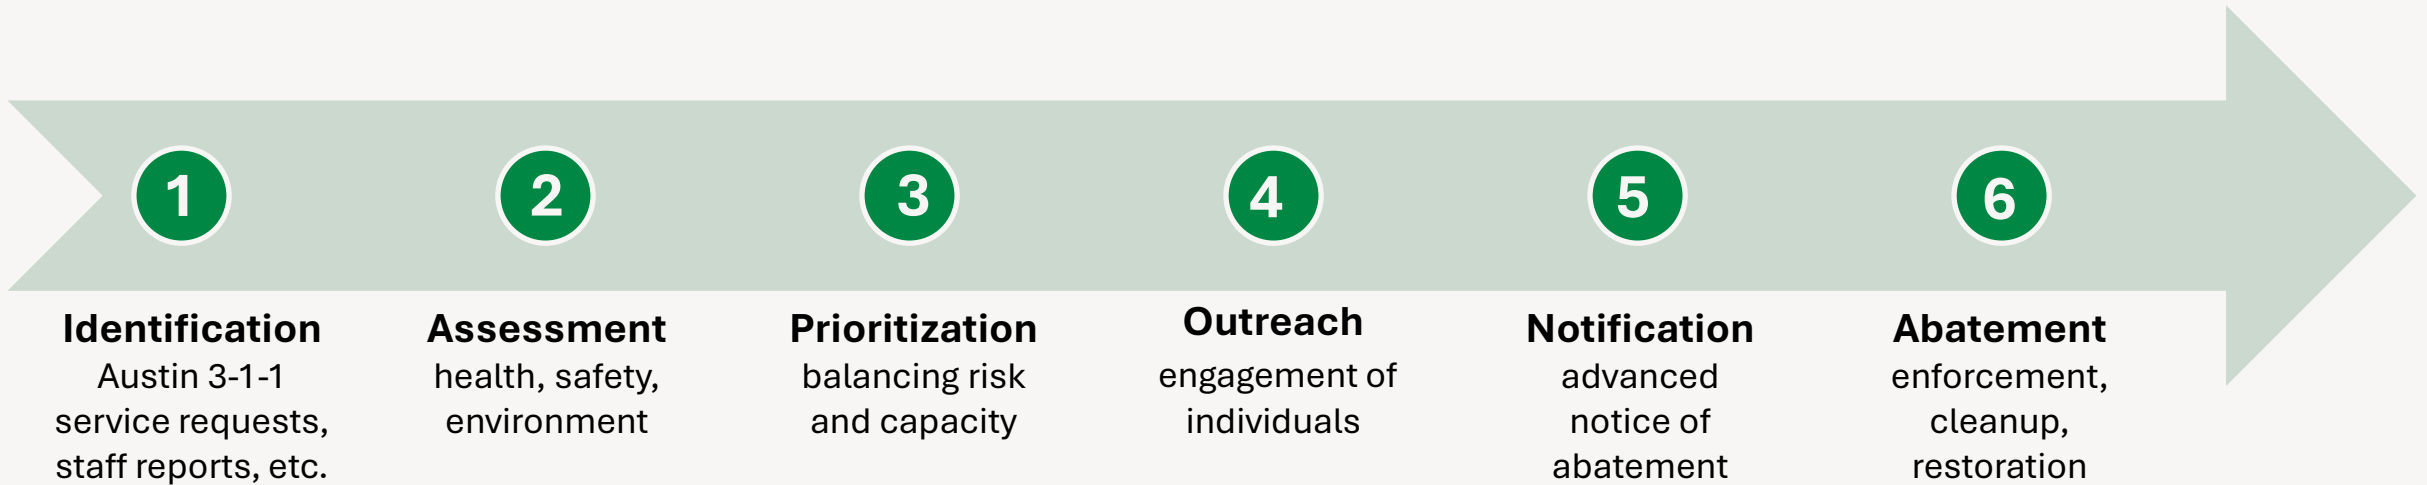 1
Identification
Austin 3-1-1
service requests,
staff reports, etc.
2
Assessment
health, safety,
environment
3
Prioritization
balancing risk
and capacity
4
Outreach
engagement of
individuals
5
Notification
advanced
notice of
abatement
6
Abatement
enforcement,
cleanup,
restoration